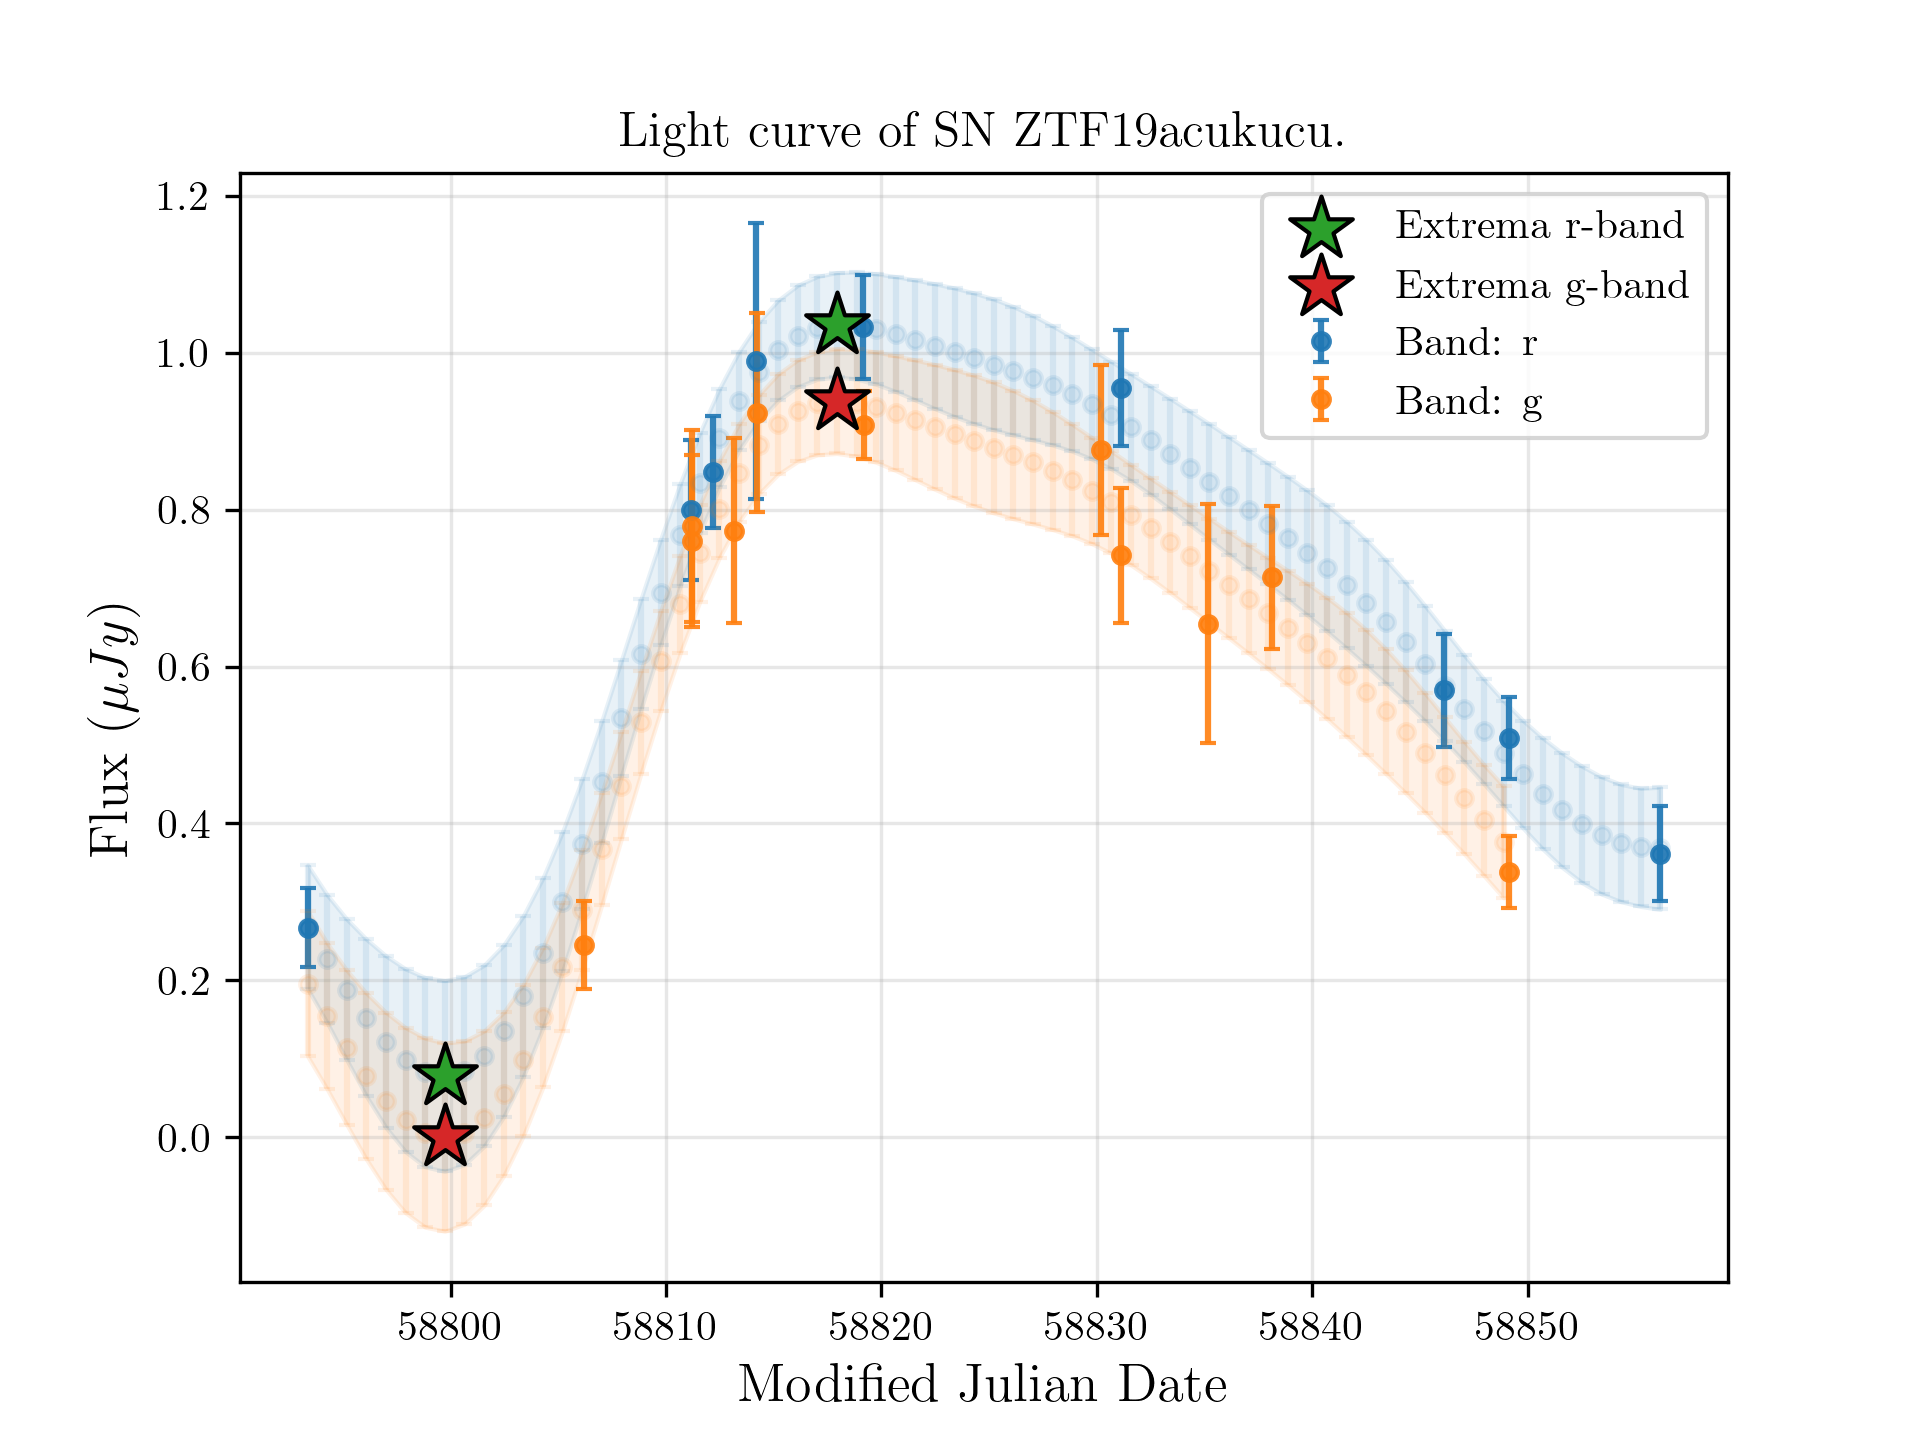 Light curve of SN ZTF19acukucu.
1.2
1.0
0.8
0.6
0.4
0.2
0.0
Flux (μJy)
Extrema r-band
Extrema g-band
Band: r
Band: g
58800 58810 58820 58830 58840 58850
Modified Julian Date